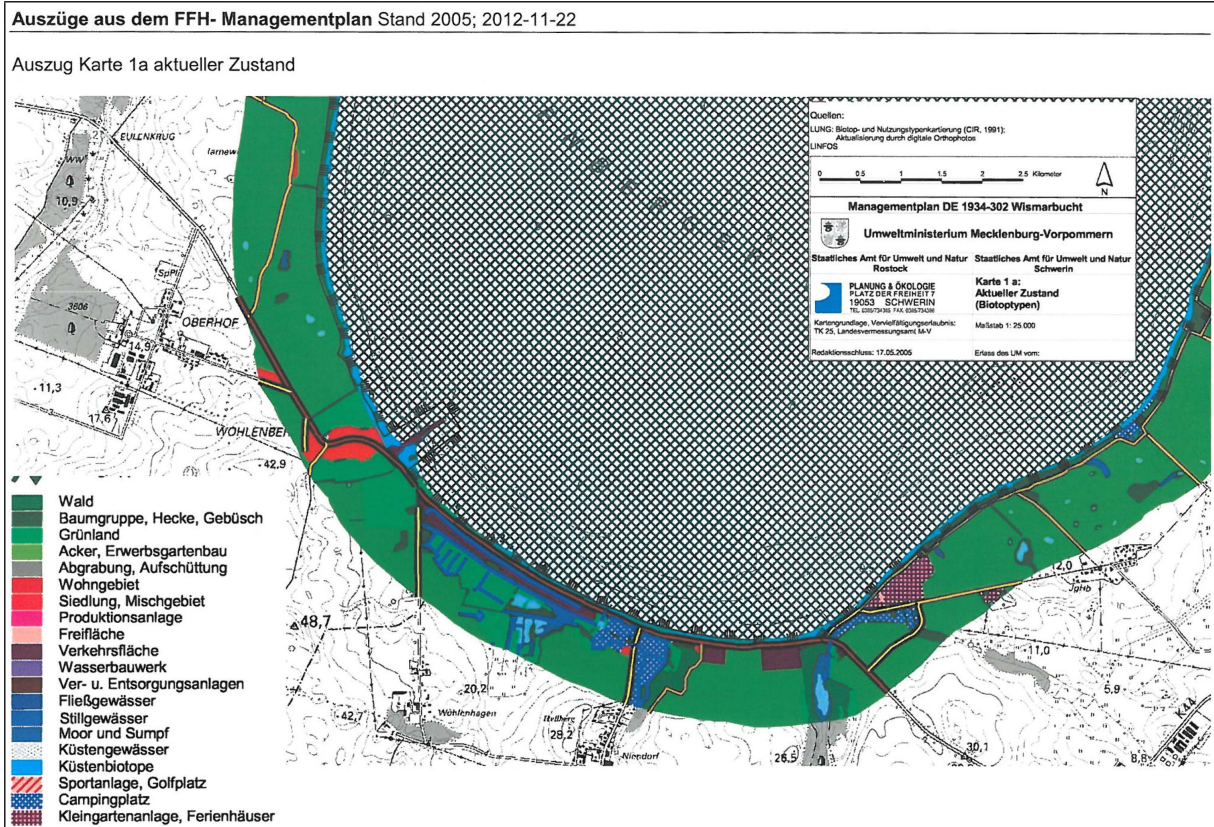 Auszüge aus dem FFH- Managementplan Stand 2005; 2012-11-22
Auszug Karte 1a aktueller Zustand
EULENKRUG
WW
10,9
Tarnew
SpPl
3606
OBERHOF
14,9
11,3
17,6
WOHLENBER
42,9
Quellen:
LUNG: Biotop- und Nutzungstypenkartierung (CIR, 1991);
Aktualisierung durch digitale Orthophotos
LINFOS
0 0.5 1 1.5 2 2.5 Kilometer
N
Managementplan DE 1934-302 Wismarbucht
Umweltministerium Mecklenburg-Vorpommern
Staatliches Amt für Umwelt und Natur Rostock
Staatliches Amt für Umwelt und Natur Schwerin
PLANUNG & ÖKOLOGIE
PLATZ DER FREIHEIT 7
19053 SCHWERIN
Karte 1 a:
Aktueller Zustand
(Biotoptypen)
Kartengrundlage, Vervielfältigungserlaubnis:
TK 25, Landesvermessungsamt M-V
Maßstab 1: 25.000
Redaktionsschluss: 17.05.2005
Erlass des UM vom:
Wald
Baumgruppe, Hecke, Gebüsch
Grünland
Acker, Erwerbsgartenbau
Abgrabung, Aufschüttung
Wohngebiet
Siedlung, Mischgebiet
Produktionsanlage
Freifläche
Verkehrsfläche
Wasserbauwerk
Ver- u. Entsorgungsanlagen
Fließgewässer
Stillgewässer
Moor und Sumpf
Küstengewässer
Küstenbiotope
Sportanlage, Golfplatz
Campingplatz
Kleingartenanlage, Ferienhäuser
48,7
42,7
20,2
Wohlenhagen
28,2
Niendorf
26,5
30,1
12,0
JgHb
11,0
5,9
K44
8,8